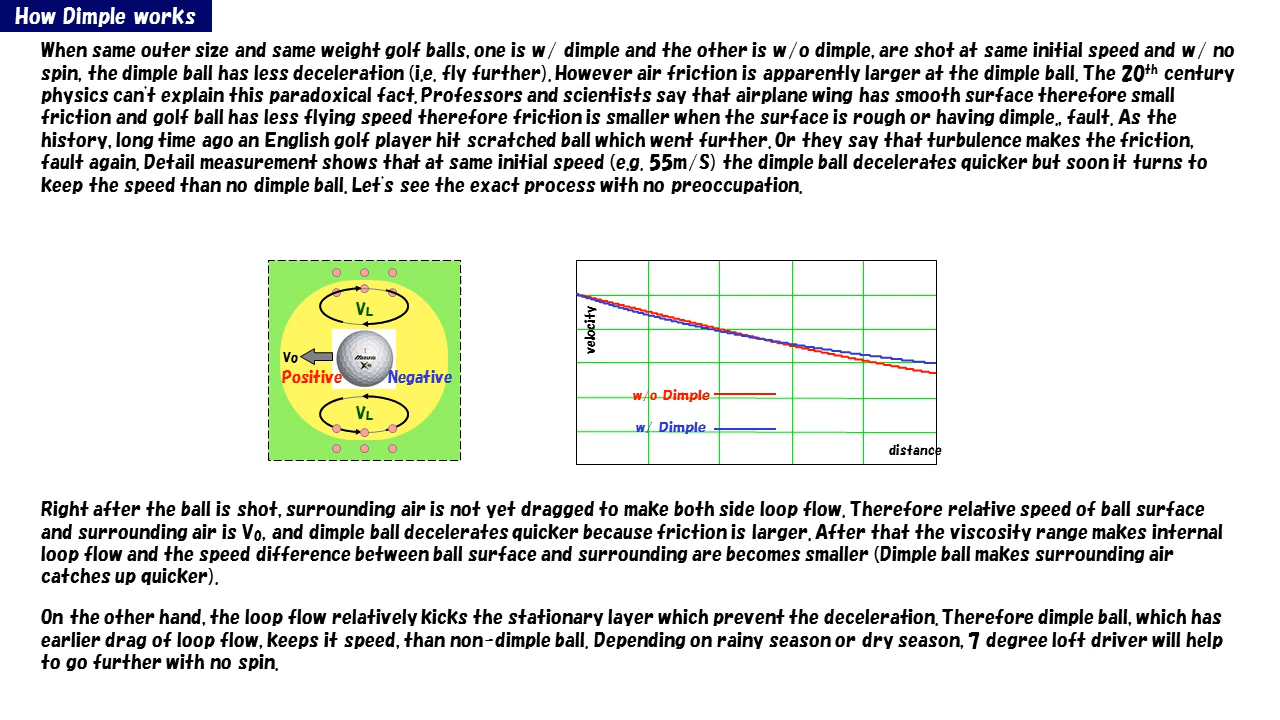 How Dimple works
When same outer size and same weight golf balls, one is w/ dimple and the other is w/o dimple, are shot at same initial speed and w/ no
spin, the dimple ball has less deceleration (i.e. fly further). However air friction is apparently larger at the dimple ball. The 20th century
physics can't explain this paradoxical fact. Professors and scientists say that airplane wing has smooth surface therefore small
friction and golf ball has less flying speed therefore friction is smaller when the surface is rough or having dimple., fault. As the
history, long time ago an English golf player hit scratched ball which went further. Or they say that turbulence makes the friction,
fault again. Detail measurement shows that at same initial speed (e.g. 55m/S) the dimple ball decelerates quicker but soon it turns to
keep the speed than no dimple ball. Let's see the exact process with no preoccupation.
VL
Vo
Positive
Negative
VL
velocity
w/o Dimple
w/ Dimple
distance
Right after the ball is shot, surrounding air is not yet dragged to make both side loop flow. Therefore relative speed of ball surface
and surrounding air is Vo, and dimple ball decelerates quicker because friction is larger. After that the viscosity range makes internal
loop flow and the speed difference between ball surface and surrounding are becomes smaller (Dimple ball makes surrounding air
catches up quicker).
On the other hand, the loop flow relatively kicks the stationary layer which prevent the deceleration. Therefore dimple ball, which has
earlier drag of loop flow, keeps it speed, than non-dimple ball. Depending on rainy season or dry season, 7 degree loft driver will help
to go further with no spin.